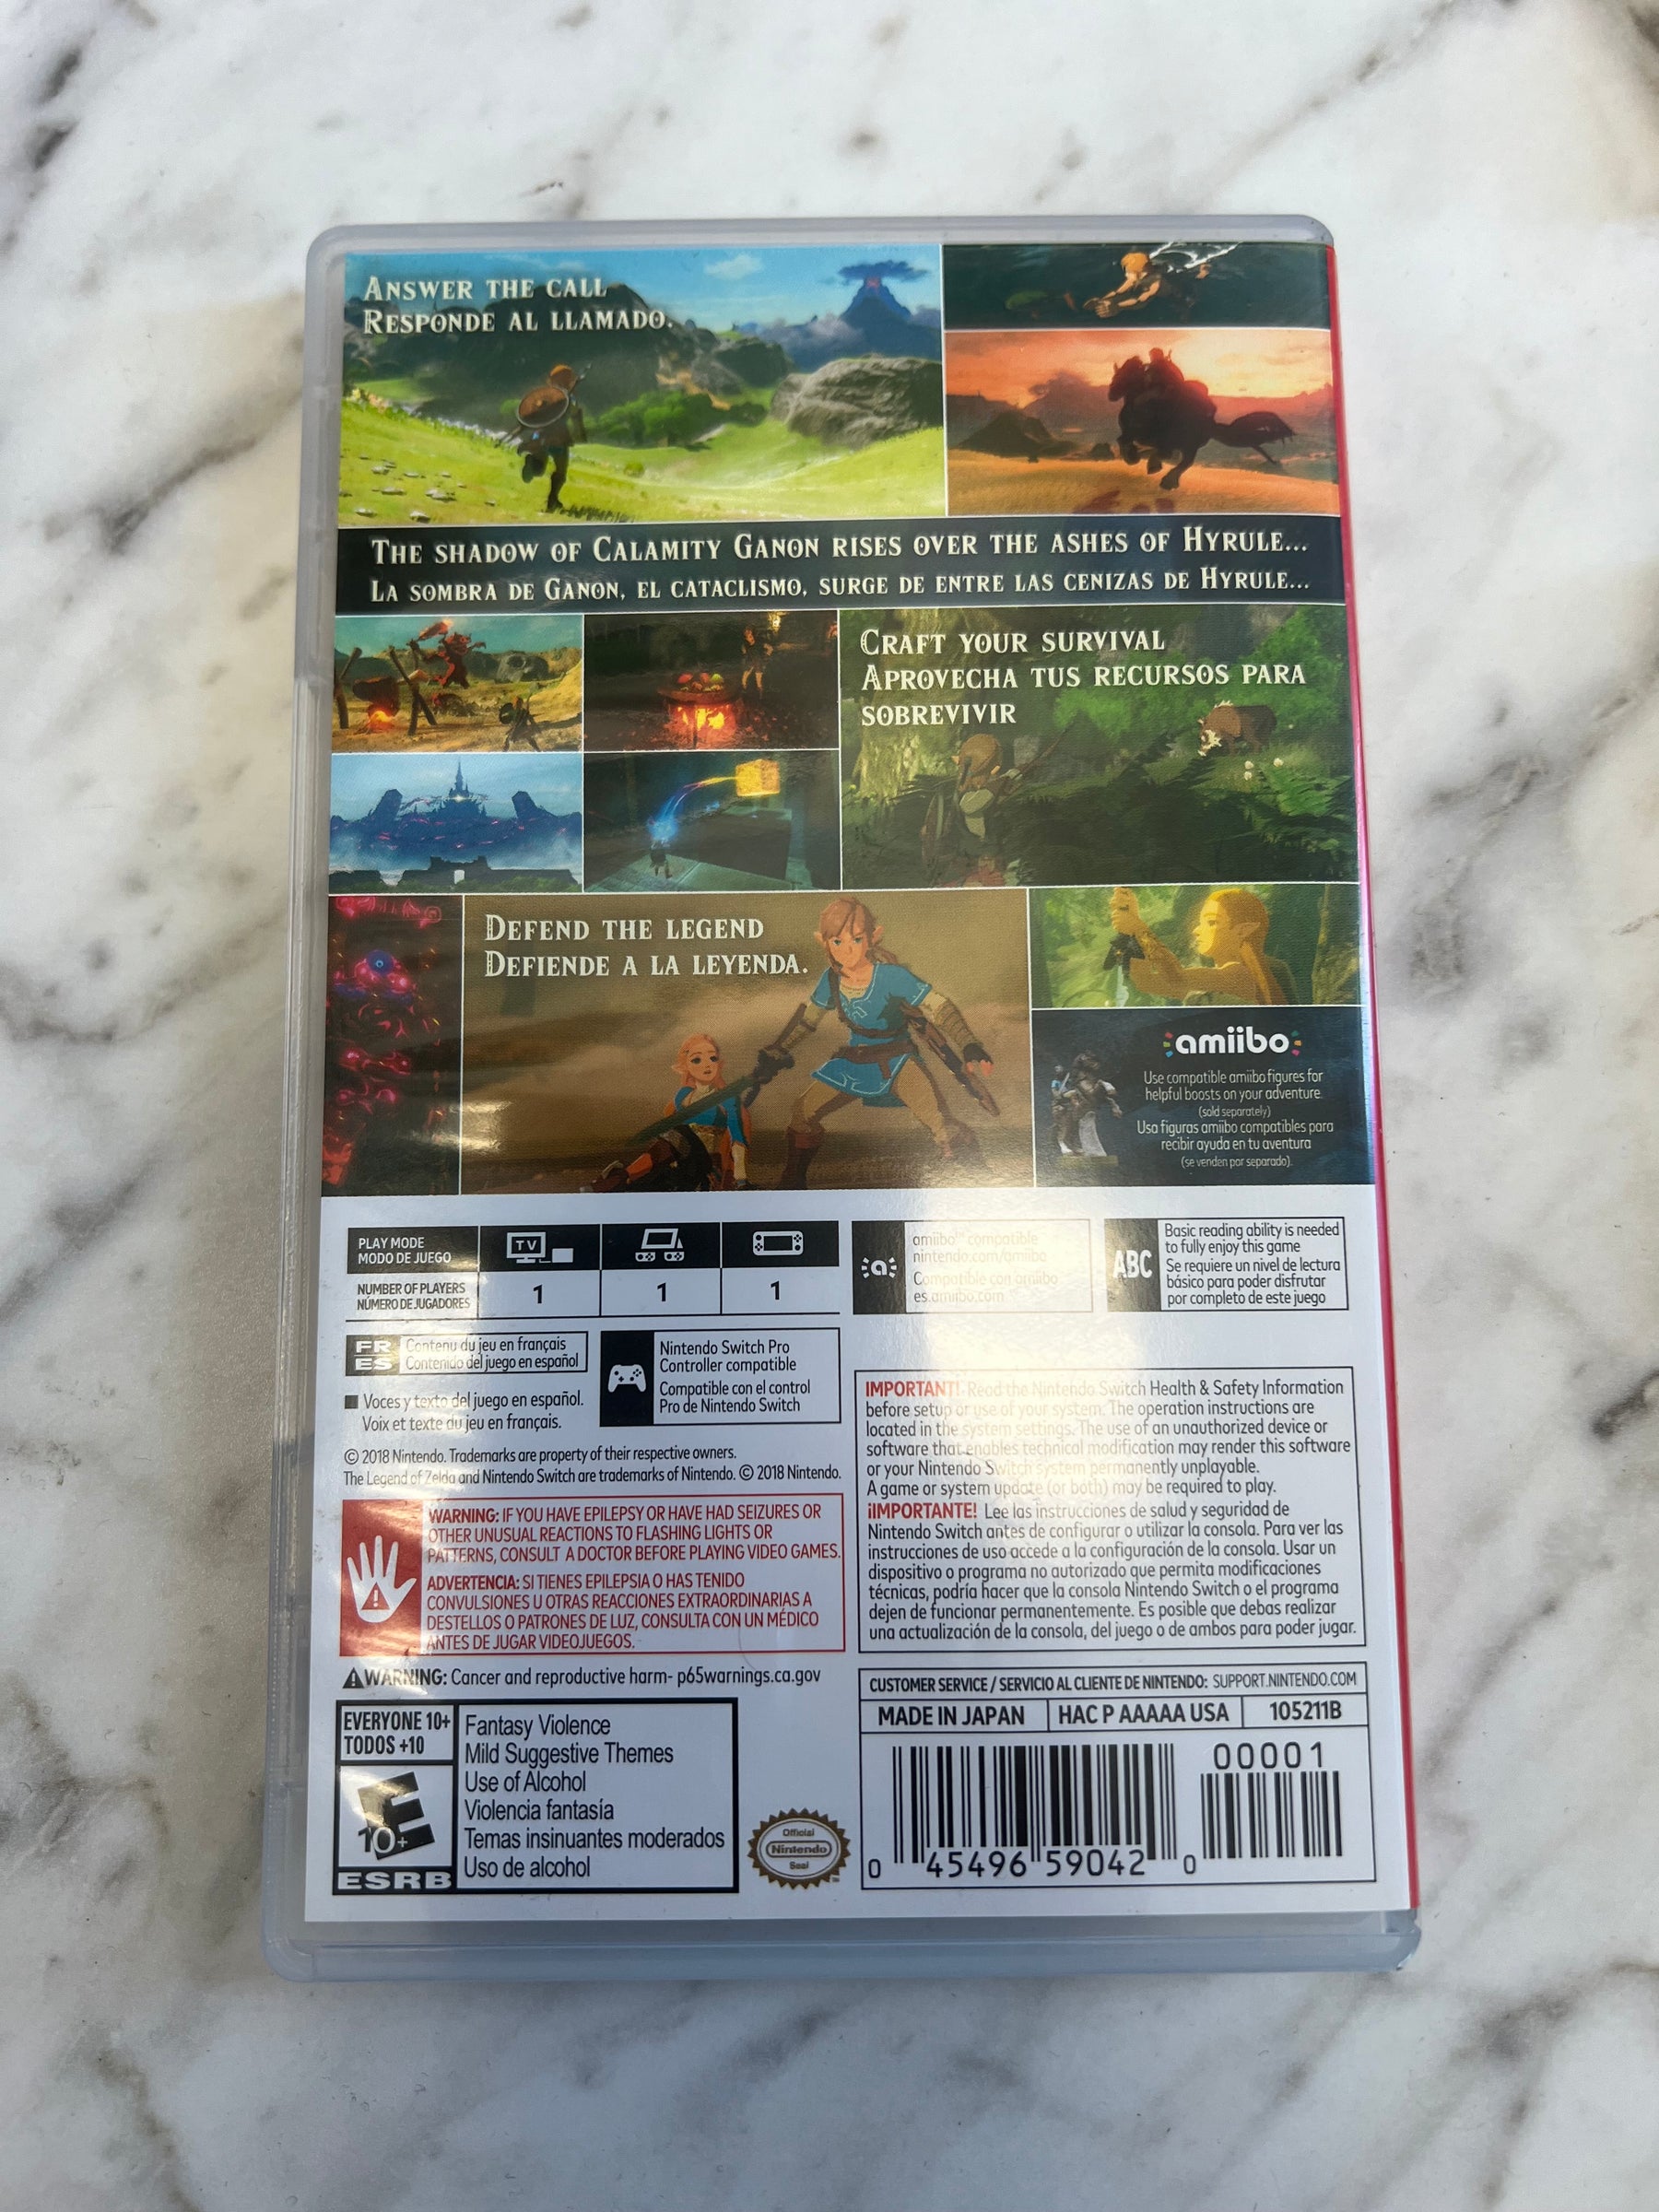 ANSWER THE CALL
RESPONDE AL LLAMADO.
THE SHADOW OF CALAMITY GANON RISES OVER THE ASHES OF HYRULE...
LA SOMBRA DE GANON, EL CATACLISMO, SURGE DE ENTRE LAS CENIZAS DE HYRULE...
CRAFT YOUR SURVIVAL
APROVECHA TUS RECURSOS PARA
SOBREVIVIR
DEFEND THE LEGEND
DEFIENDE A LA LEYENDA.
amiibo
Use compatible amiibo figures for
helpful boosts on your adventure.
(sold separately)
Usa figuras amiibo compatibles para
recibir ayuda en tu aventura
(se venden por separado).
PLAY MODE
MODO DE JUEGO
TV
NUMBER OF PLAYERS
NÚMERO DE JUGADORES
1
1
1
amiibo™ compatible
nintendo.com/amiibo
Compatible con amiibo
es.amiibo.com
ABC
Basic reading ability is needed
to fully enjoy this game
Se requiere un nivel de lectura
básico para poder disfrutar
por completo de este juego
FR
ES
Contenu du jeu en français
Contenido del juego en español
Voces y texto del juego en español.
Voix et texte du jeu en français.
Nintendo Switch Pro
Controller compatible
Compatible con el control
Pro de Nintendo Switch
© 2018 Nintendo. Trademarks are property of their respective owners.
The Legend of Zelda and Nintendo Switch are trademarks of Nintendo. © 2018 Nintendo.
WARNING: IF YOU HAVE EPILEPSY OR HAVE HAD SEIZURES OR
OTHER UNUSUAL REACTIONS TO FLASHING LIGHTS OR
PATTERNS, CONSULT A DOCTOR BEFORE PLAYING VIDEO GAMES.
ADVERTENCIA: SI TIENES EPILEPSIA O HAS TENIDO
CONVULSIONES U OTRAS REACCIONES EXTRAORDINARIAS A
DESTELLOS O PATRONES DE LUZ, CONSULTA CON UN MÉDICO
ANTES DE JUGAR VIDEOJUEGOS.
WARNING: Cancer and reproductive harm- p65warnings.ca.gov
IMPORTANT! Read the Nintendo Switch Health & Safety Information
before setup or use of your system. The operation instructions are
located in the system settings. The use of an unauthorized device or
software that enables technical modification may render this software
or your Nintendo Switch system permanently unplayable.
A game or system update (or both) may be required to play.
¡IMPORTANTE! Lee las instrucciones de salud y seguridad de
Nintendo Switch antes de configurar o utilizar la consola. Para ver las
instrucciones de uso accede a la configuración de la consola. Usar un
dispositivo o programa no autorizado que permita modificaciones
técnicas, podría hacer que la consola Nintendo Switch o el programa
dejen de funcionar permanentemente. Es posible que debas realizar
una actualización de la consola, del juego o de ambos para poder jugar.
CUSTOMER SERVICE / SERVICIO AL CLIENTE DE NINTENDO: SUPPORT.NINTENDO.COM
MADE IN JAPAN
HAC P AAAAA USA
105211B
EVERYONE 10+
TODOS +10
E
10+
ESRB
Fantasy Violence
Mild Suggestive Themes
Use of Alcohol
Violencia fantasía
Temas insinuantes moderados
Uso de alcohol
Official
Nintendo
Seal
00001
0 45496 59042 0